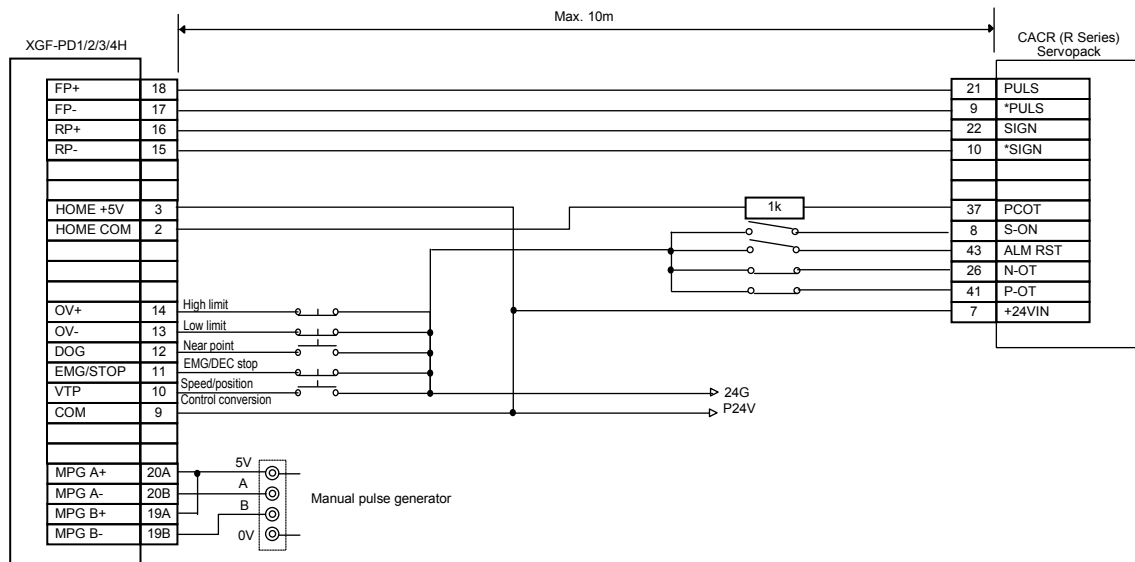 Max. 10m
XGF-PD1/2/3/4H
CACR (R Series)
Servopack
FP+ 18
21 PULS
FP- 17
9 *PULS
RP+ 16
22 SIGN
RP- 15
10 *SIGN
HOME +5V 3
1k
37 PCOT
HOME COM 2
8 S-ON
43 ALM RST
26 N-OT
41 P-OT
OV+ 14 High limit
7 +24VIN
OV- 13 Low limit
DOG 12 Near point
EMG/STOP 11 EMG/DEC stop
VTP 10 Speed/position
Control conversion
24G
COM 9
P24V
MPG A+ 20A 5V
MPG A- 20B A
Manual pulse generator
MPG B+ 19A B
MPG B- 19B 0V